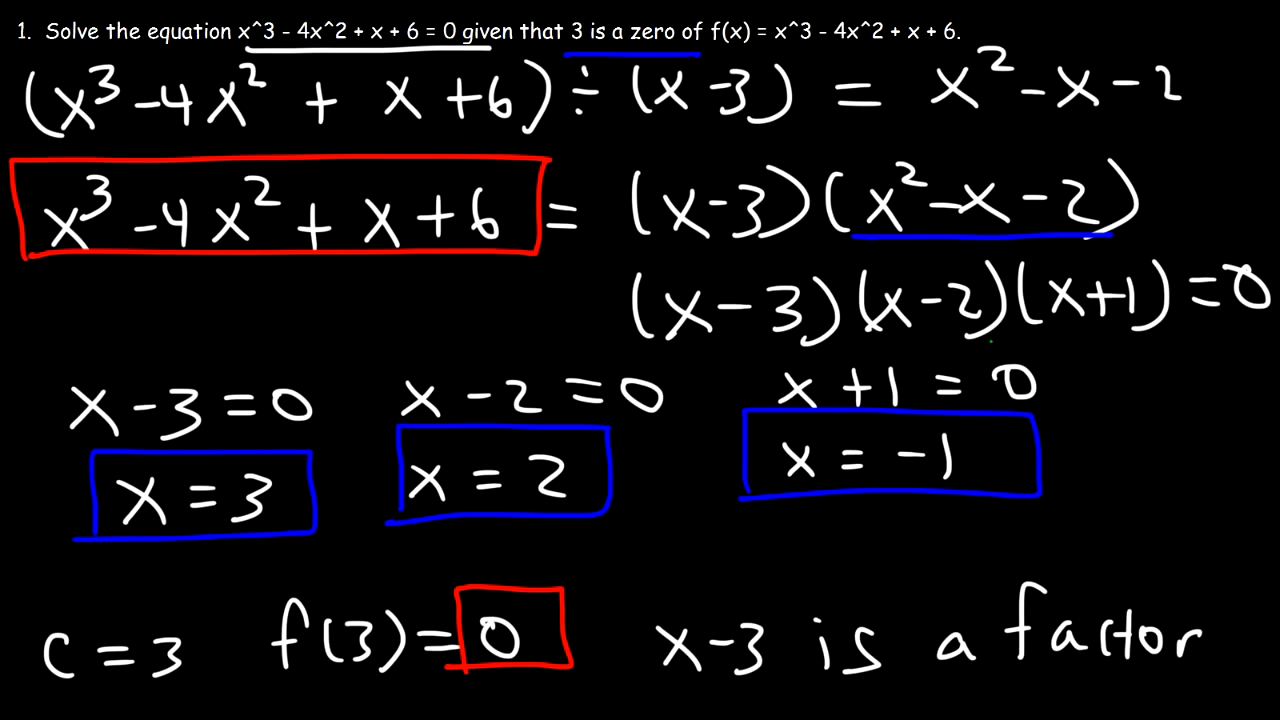 1. Solve the equation x^3 - 4x^2 + x + 6 = 0 given that 3 is a zero of f(x) = x^3 - 4x^2 + x + 6.
(x³ - 4x² + x + 6) ÷ (x - 3) = x² - x - 2
x³ - 4x² + x + 6 = (x - 3)(x² - x - 2)
(x - 3)(x - 2)(x + 1) = 0
x - 3 = 0 x - 2 = 0 x + 1 = 0
x = 3 x = 2 x = -1
c = 3 f(3) = 0 x - 3 is a factor